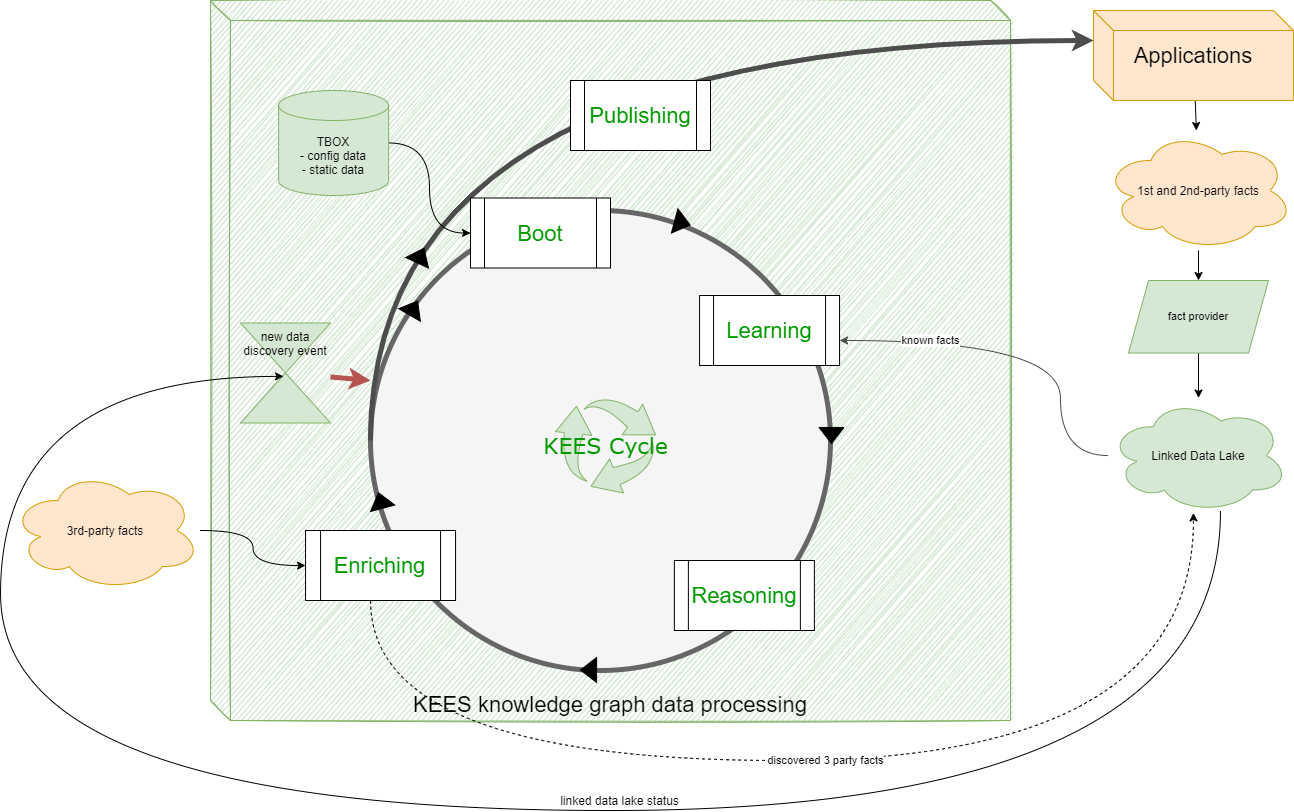 Applications
Publishing
TBOX
- config data
- static data
1st and 2nd-party facts
Boot
fact provider
Learning
known facts
new data
discovery event
KEES Cycle
Linked Data Lake
3rd-party facts
Enriching
Reasoning
KEES knowledge graph data processing
discovered 3 party facts
linked data lake status